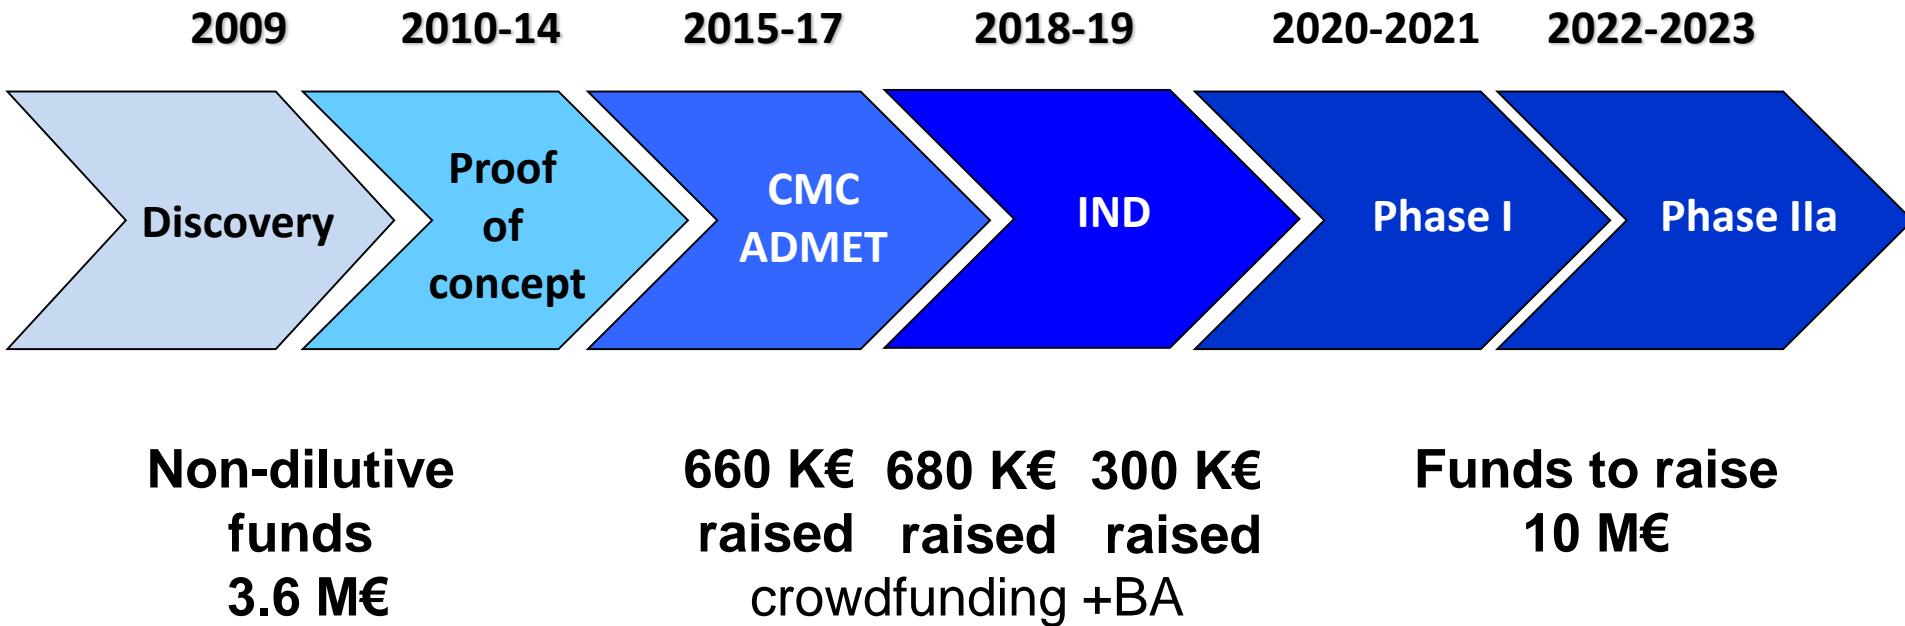 2009 2010-14 2015-17 2018-19 2020-2021 2022-2023
Discovery
Proof
of
concept
CMC
ADMET
IND
Phase I
Phase IIa
Non-dilutive
funds
3.6 M€
660 K€
raised
680 K€
raised
300 K€
raised
crowdfunding +BA
Funds to raise
10 M€